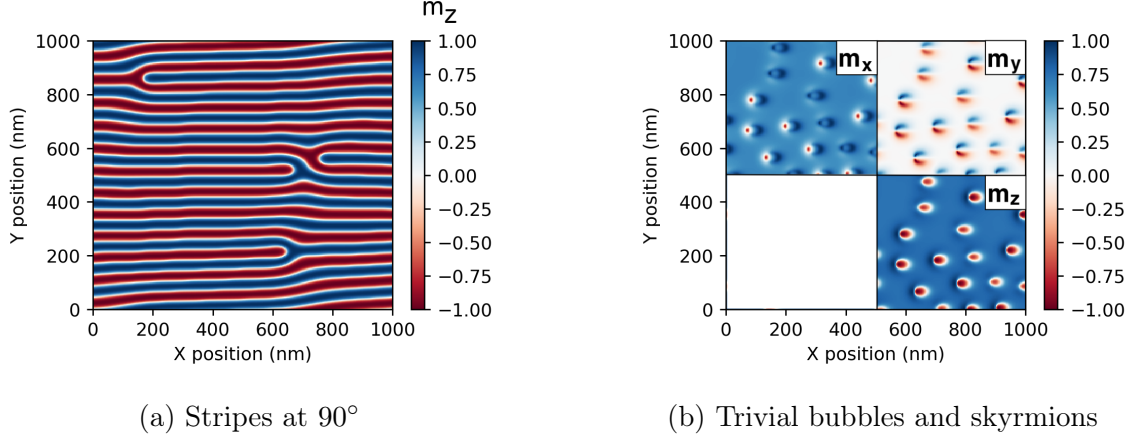 m_z
1000
800
600
400
200
0
Y position (nm)
0 200 400 600 800 1000
X position (nm)
1.00
0.75
0.50
0.25
0.00
−0.25
−0.50
−0.75
−1.00
(a) Stripes at 90°
1000
800
600
400
200
0
Y position (nm)
m_x
m_y
m_z
0 200 400 600 800 1000
X position (nm)
1.00
0.75
0.50
0.25
0.00
−0.25
−0.50
−0.75
−1.00
(b) Trivial bubbles and skyrmions